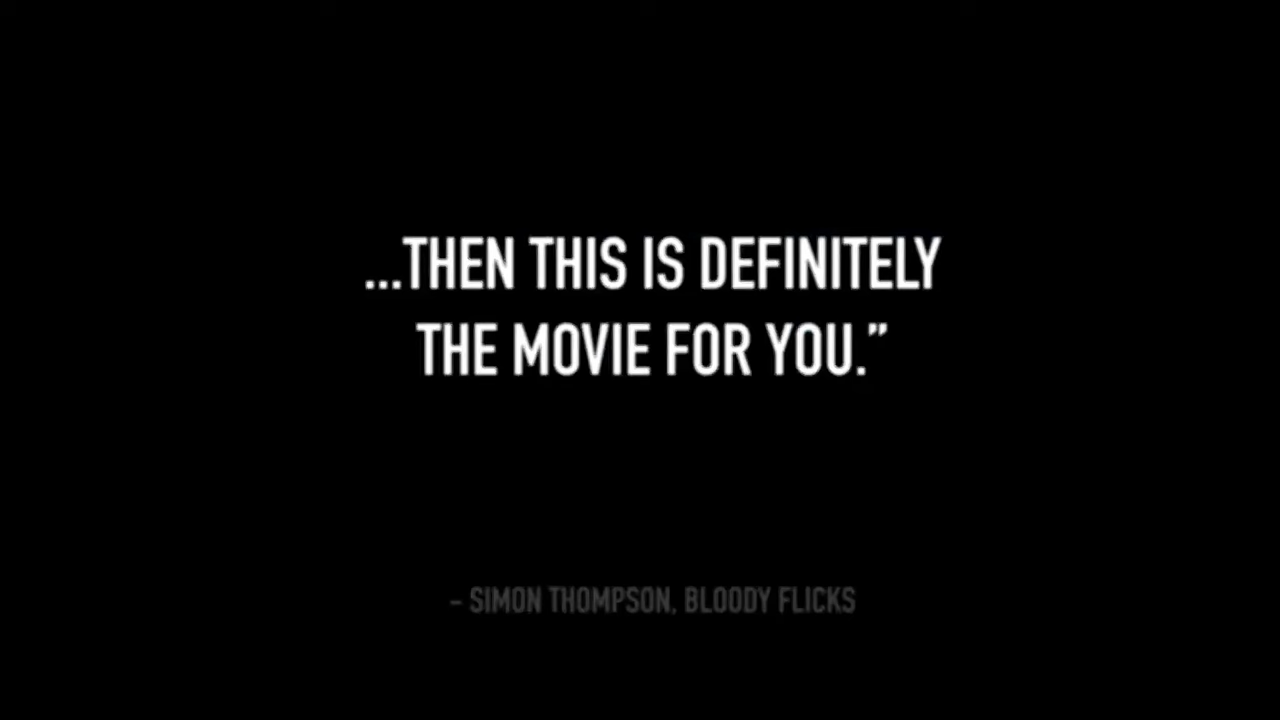 ...THEN THIS IS DEFINITELY
THE MOVIE FOR YOU.”
– SIMON THOMPSON, BLOODY FLICKS